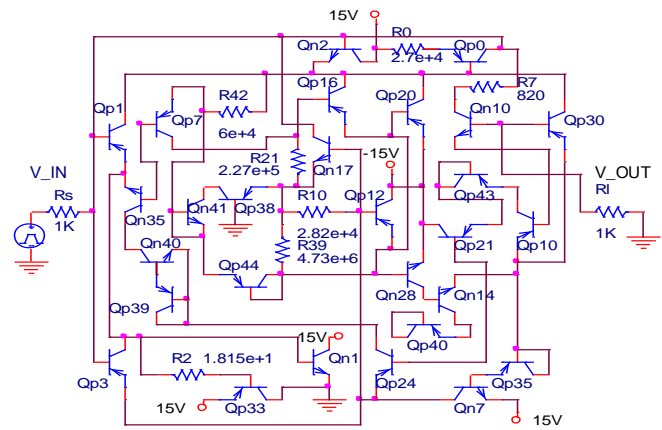 15V
R0
2.7e+4
Qn2
Qp0
Qp16
R7
820
Qp1
Qp7
R42
6e+4
Qp20
Qn10
Qp30
R21
2.27e+5
Qn17
-15V
V_IN
Rs
1K
Qn35
Qn41
Qp38
R10
2.82e+4
Qp12
Qp43
V_OUT
Rl
1K
Qn40
Qp44
R39
4.73e+6
Qp21
Qp10
Qp39
Qn28
Qn14
Qp40
15V
Qp3
R2
1.815e+1
Qn1
Qp24
Qp35
15V
Qp33
Qn7
15V